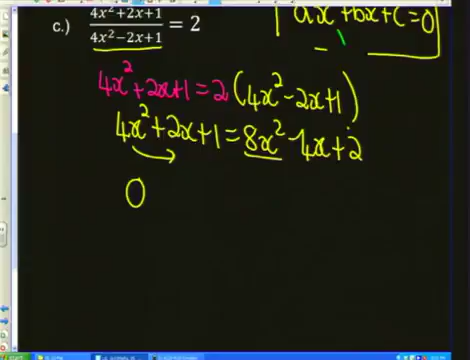 c.) (4x²+2x+1)/(4x²−2x+1) = 2
ax²+bx+c=0
4x²+2x+1=2(4x²-2x+1)
4x²+2x+1=8x²-4x+2
0